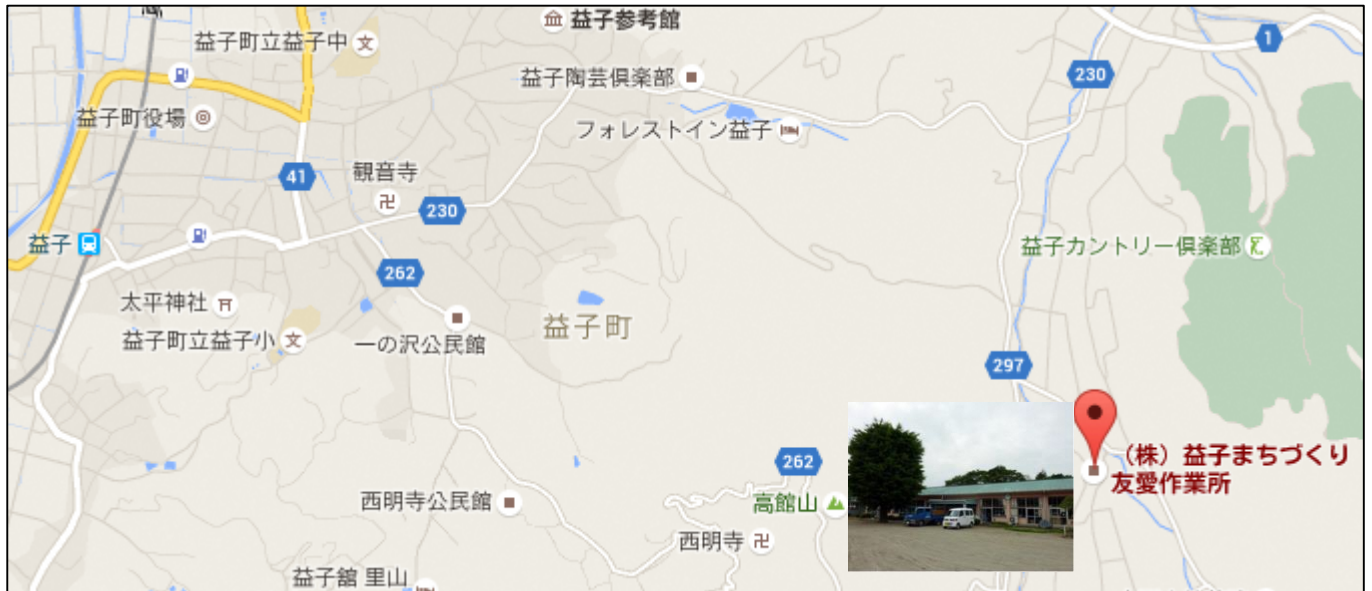 益子参考館
1
益子町立益子中
益子陶芸倶楽部
230
益子町役場
フォレストイン益子
41
観音寺
230
益子
益子カントリー倶楽部
262
太平神社
益子町立益子小
一の沢公民館
益子町
297
262
（株）益子まちづくり
友愛作業所
西明寺公民館
高館山
西明寺
益子舘 里山